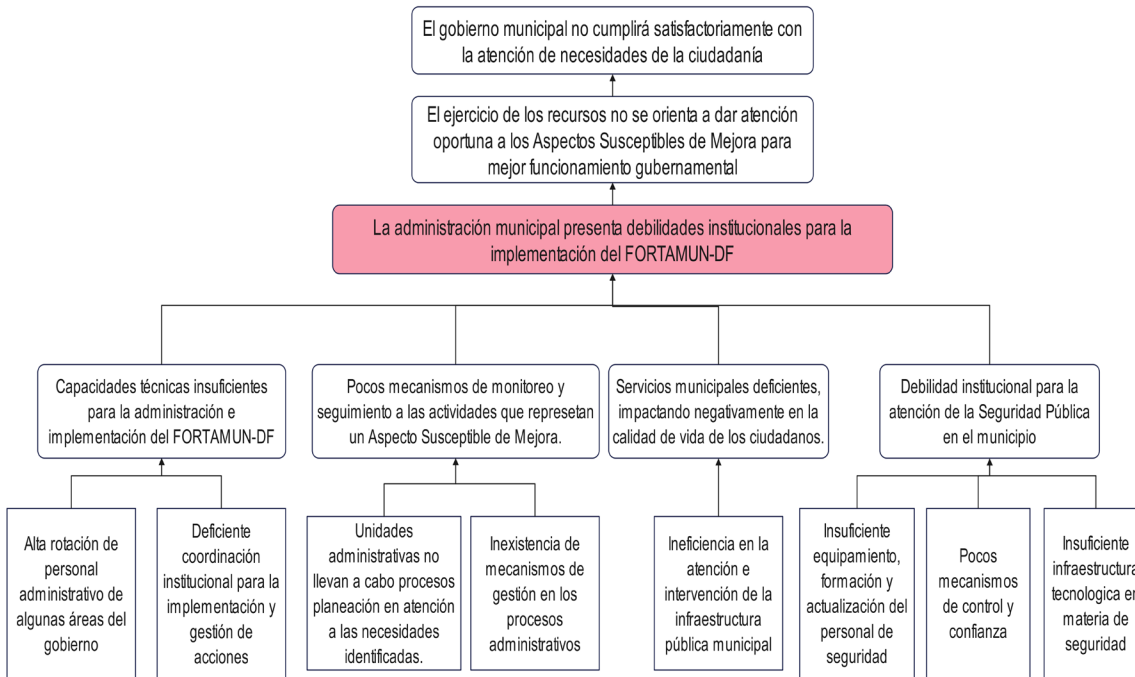 El gobierno municipal no cumplirá satisfactoriamente con
la atención de necesidades de la ciudadanía
El ejercicio de los recursos no se orienta a dar atención
oportuna a los Aspectos Susceptibles de Mejora para
mejor funcionamiento gubernamental
La administración municipal presenta debilidades institucionales para la
implementación del FORTAMUN-DF
Capacidades técnicas insuficientes
para la administración e
implementación del FORTAMUN-DF
Pocos mecanismos de monitoreo y
seguimiento a las actividades que represetan
un Aspecto Susceptible de Mejora.
Servicios municipales deficientes,
impactando negativamente en la
calidad de vida de los ciudadanos.
Debilidad institucional para la
atención de la Seguridad Pública
en el municipio
Alta rotación de
personal
administrativo de
algunas áreas del
gobierno
Deficiente
coordinación
institucional para la
implementación y
gestión de
acciones
Unidades
administrativas no
llevan a cabo procesos
planeación en atención
a las necesidades
identificadas.
Inexistencia de
mecanismos de
gestión en los
procesos
administrativos
Ineficiencia en la
atención e
intervención de la
infraestructura
pública municipal
Insuficiente
equipamiento,
formación y
actualización del
personal de
seguridad
Pocos
mecanismos
de control y
confianza
Insuficiente
infraestructura
tecnologica en
materia de
seguridad